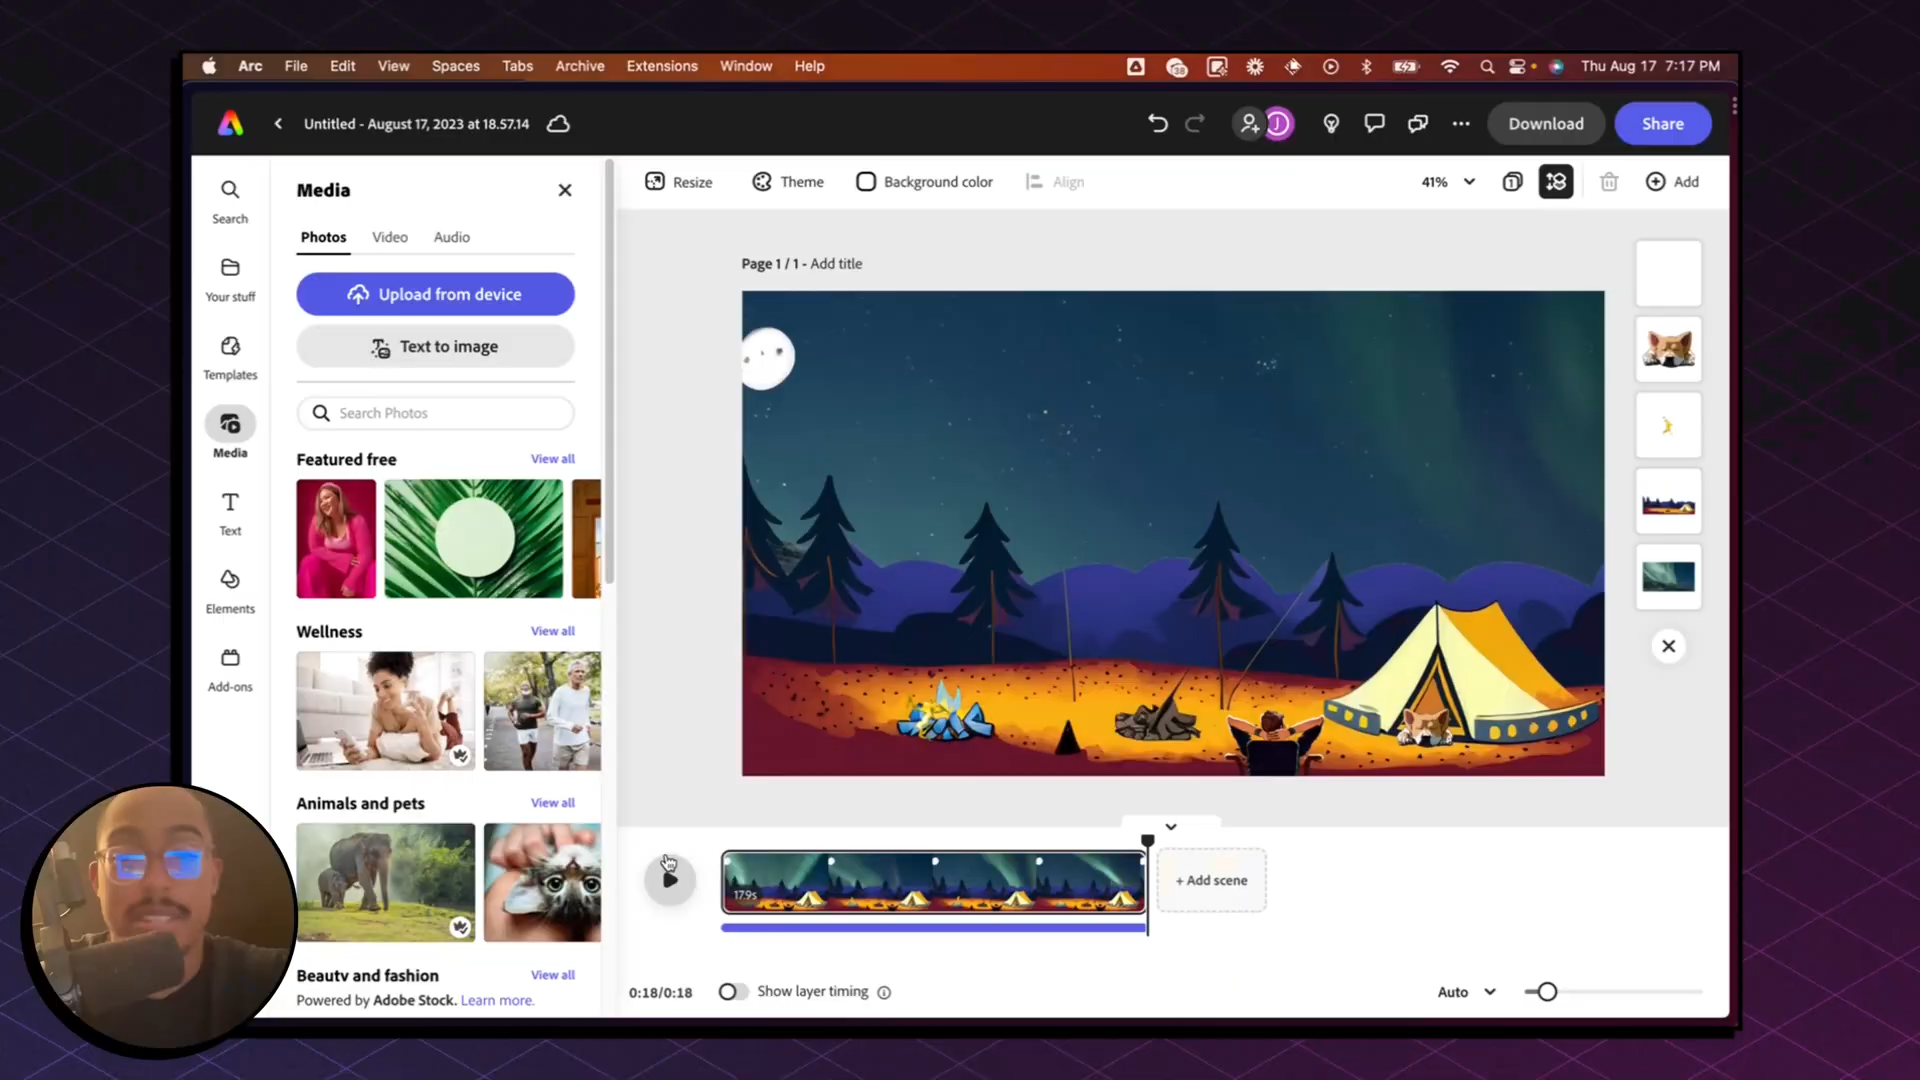 Arc File Edit View Spaces Tabs Archive Extensions Window Help
38
Thu Aug 17 7:17 PM
Untitled - August 17, 2023 at 18.57.14
J
Download
Share
Search
Your stuff
Templates
Media
Text
Elements
Add-ons
Media
Photos Video Audio
Upload from device
Text to image
Search Photos
Featured free View all
Wellness View all
Animals and pets View all
Beauty and fashion View all
Powered by Adobe Stock. Learn more.
Resize Theme Background color Align
41%
1
Add
Page 1 / 1 - Add title
17.9s
+ Add scene
0:18/0:18
Show layer timing
Auto